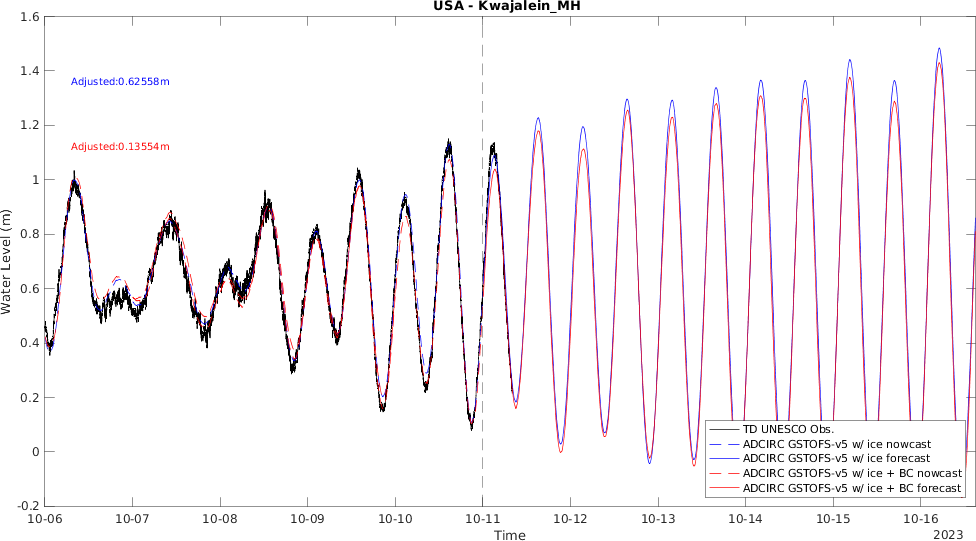 USA - Kwajalein_MH
1.6
1.4
1.2
1
0.8
0.6
0.4
0.2
0
-0.2
Water Level (m)
Adjusted:0.62558m
Adjusted:0.13554m
TD UNESCO Obs.
ADCIRC GSTOFS-v5 w/ ice nowcast
ADCIRC GSTOFS-v5 w/ ice forecast
ADCIRC GSTOFS-v5 w/ ice + BC nowcast
ADCIRC GSTOFS-v5 w/ ice + BC forecast
10-06 10-07 10-08 10-09 10-10 10-11 10-12 10-13 10-14 10-15 10-16
Time
2023